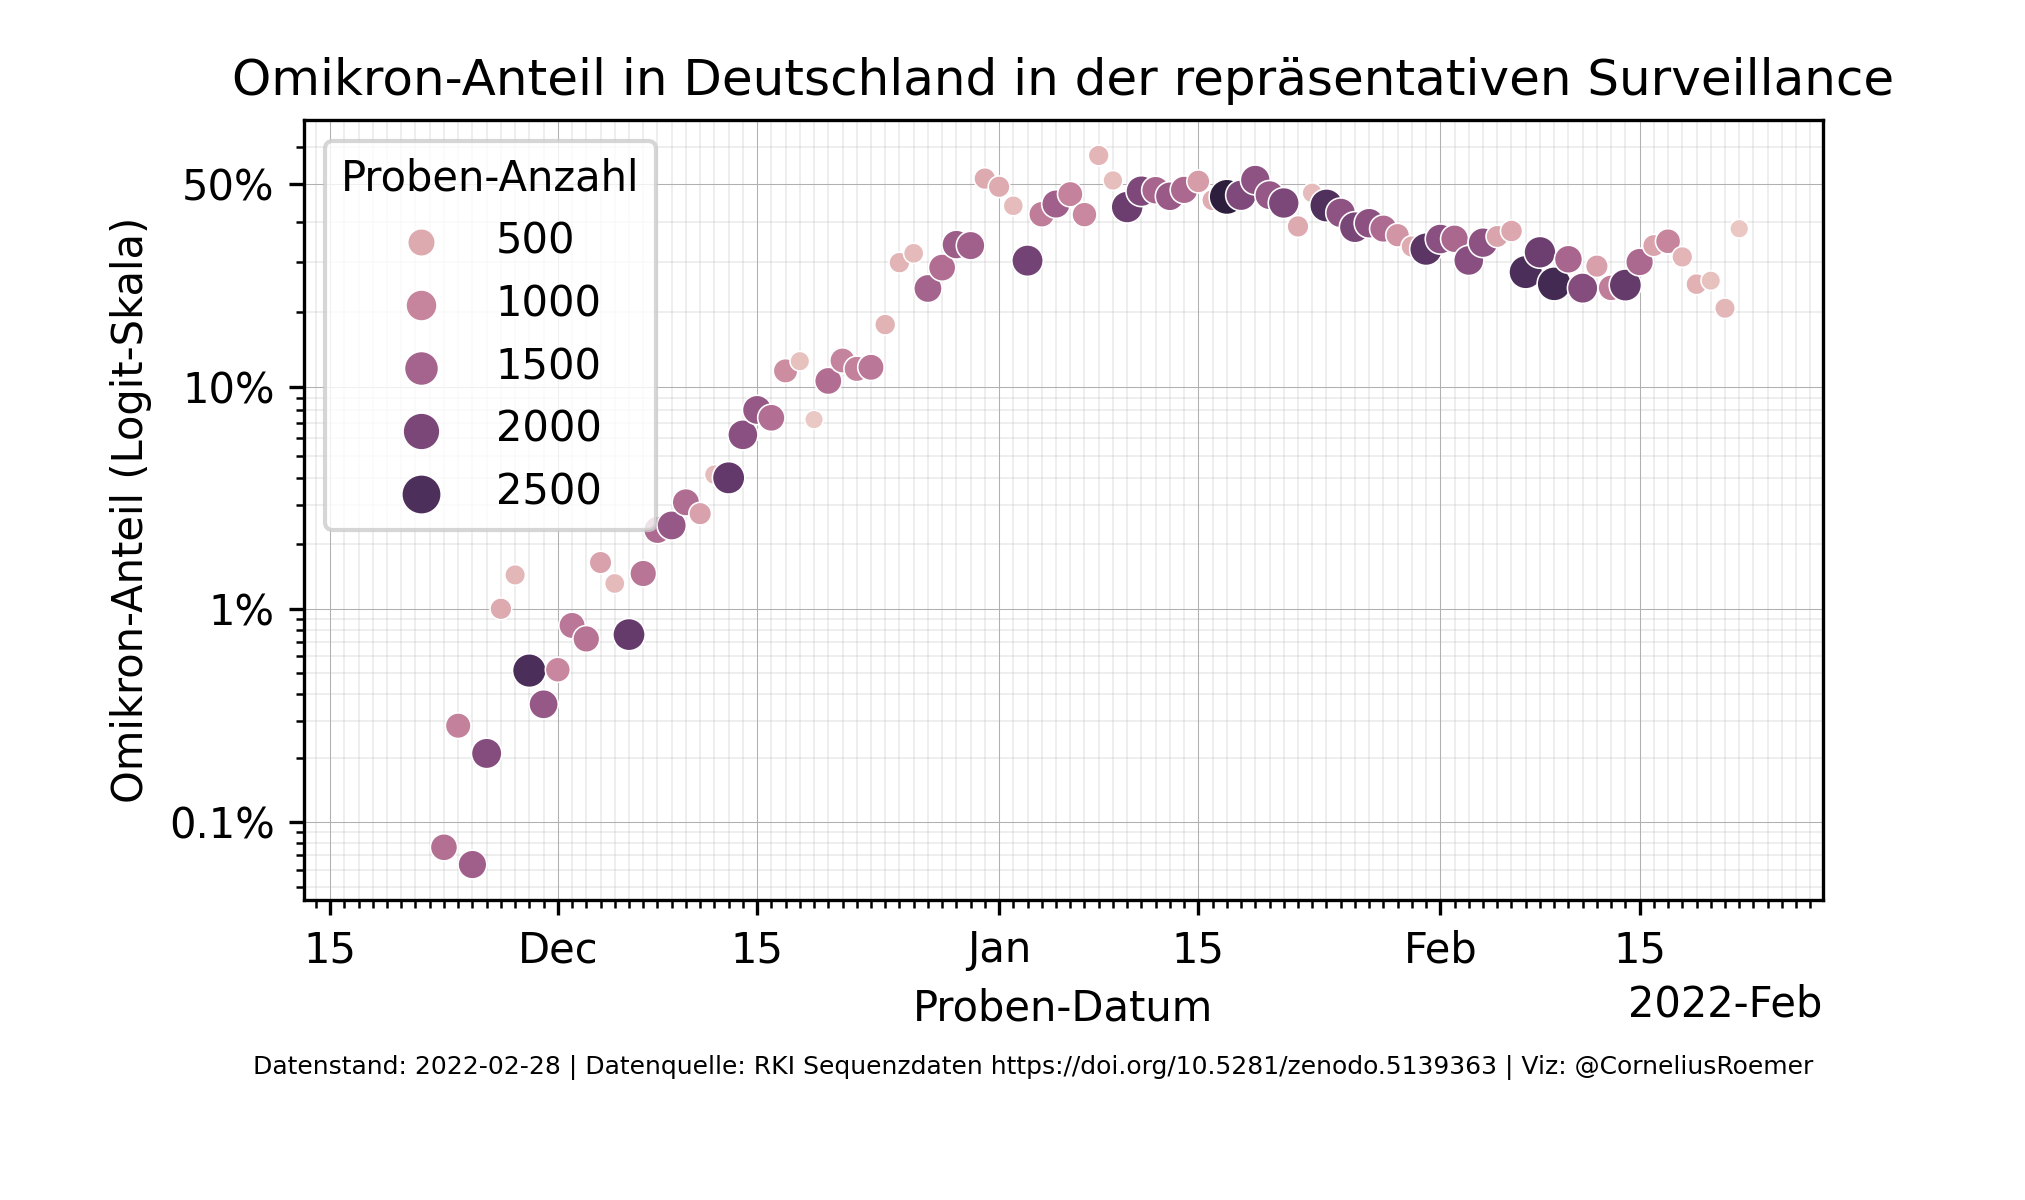 Omikron-Anteil in Deutschland in der repräsentativen Surveillance
Omikron-Anteil (Logit-Skala)
50%
10%
1%
0.1%
Proben-Anzahl
500
1000
1500
2000
2500
15 Dec 15 Jan 15 Feb 15
2022-Feb
Proben-Datum
Datenstand: 2022-02-28 | Datenquelle: RKI Sequenzdaten https://doi.org/10.5281/zenodo.5139363 | Viz: @CorneliusRoemer